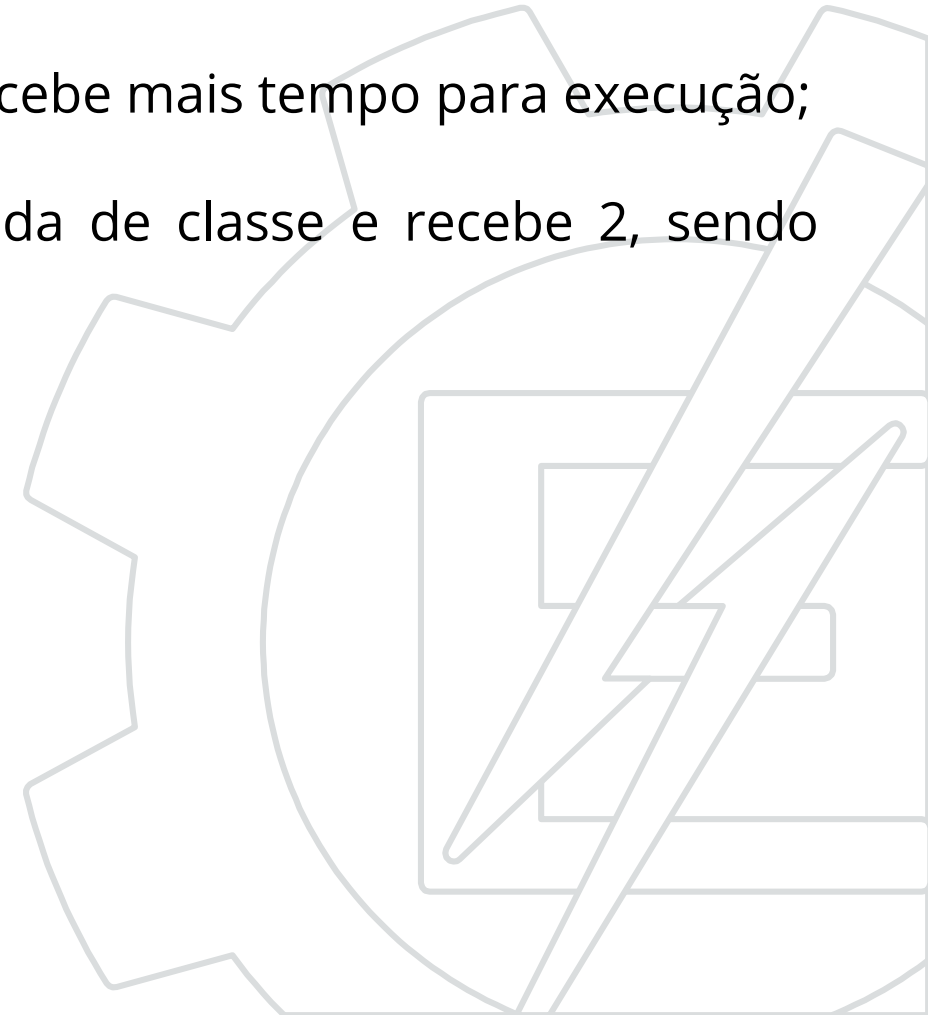 cebe mais tempo para execução;
da de classe e recebe 2, sendo